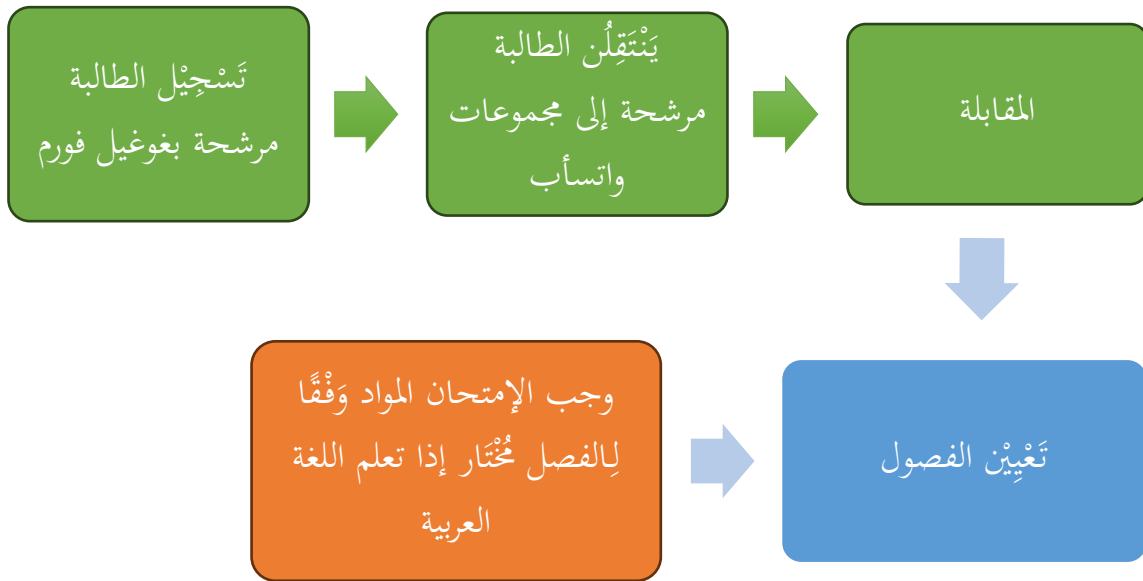 تَسْجِيْل الطالبة
مرشحة بغوغيل فورم
يَنْتَقِلُن الطالبة
مرشحة إلى مجموعات
واتسأب
المقابلة
وجب الإمتحان المواد وَفْقًا
لِالفصل مُخْتَار إذا تعلم اللغة
العربية
تَعْيِيْن الفصول